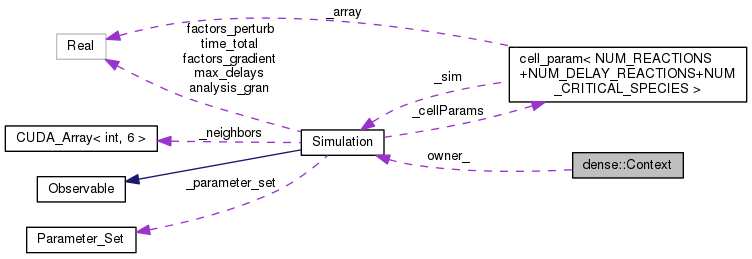 _array
factors_perturb
time_total
factors_gradient
max_delays
analysis_gran
Real
cell_param< NUM_REACTIONS
+NUM_DELAY_REACTIONS+NUM
_CRITICAL_SPECIES >
_sim
_cellParams
CUDA_Array< int, 6 >
_neighbors
Simulation
owner_
dense::Context
Observable
_parameter_set
Parameter_Set